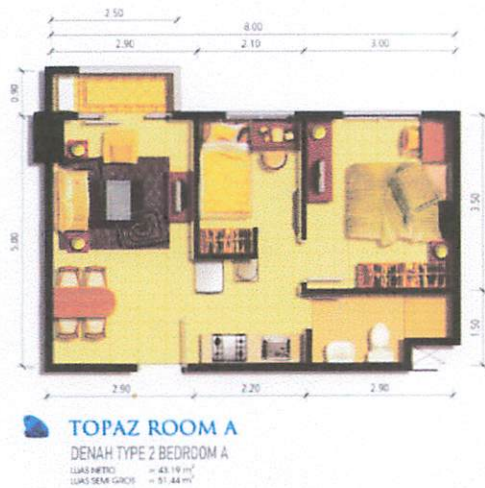 2.50
8.00
2.90 2.10 3.00
0.90
5.00
3.50
1.50
2.90 2.20 2.90
TOPAZ ROOM A
DENAH TYPE 2 BEDROOM A
LUAS NETTO = 43.19 m²
LUAS SEMI GROS = 51.44 m²